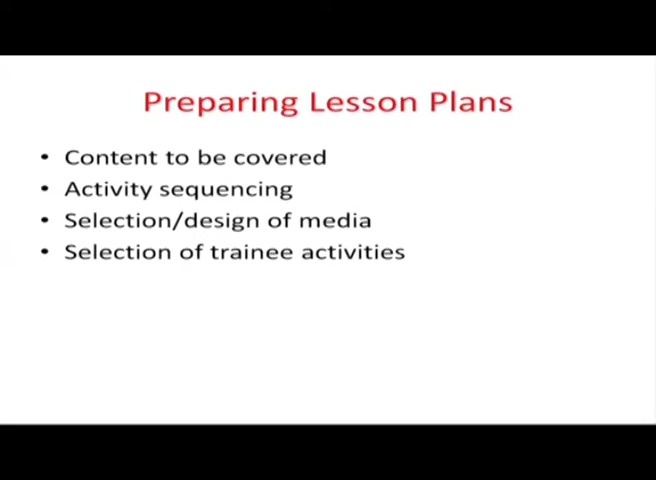 Preparing Lesson Plans
• Content to be covered
• Activity sequencing
• Selection/design of media
• Selection of trainee activities